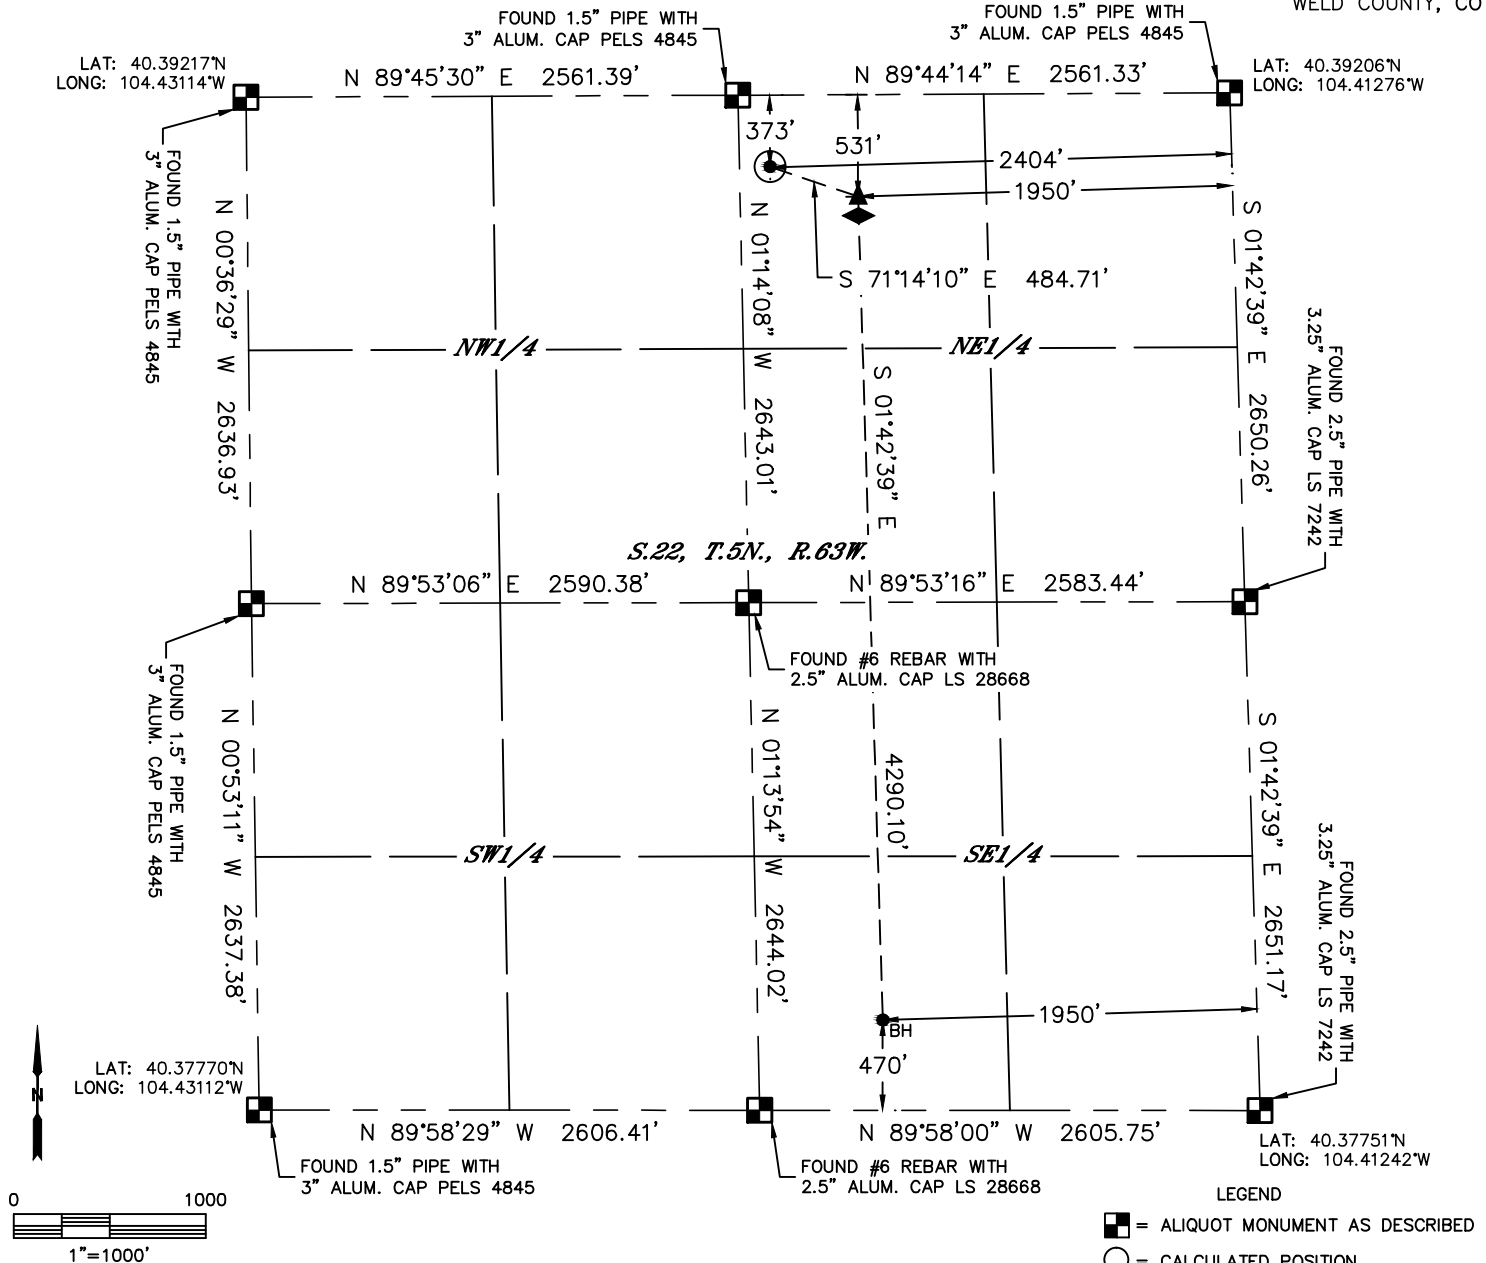 WELD COUNTY, CO
FOUND 1.5" PIPE WITH
3" ALUM. CAP PELS 4845
FOUND 1.5" PIPE WITH
3" ALUM. CAP PELS 4845
LAT: 40.39217°N
LONG: 104.43114°W
N 89°45'30" E 2561.39'
N 89°44'14" E 2561.33'
LAT: 40.39206°N
LONG: 104.41276°W
373'
531'
2404'
1950'
S 71°14'10" E 484.71'
FOUND 1.5" PIPE WITH
3" ALUM. CAP PELS 4845
N 00°36'29" W 2636.93'
N 01°14'08" W 2643.01'
S 01°42'39" E
S 01°42'39" E 2650.26'
NW1/4
NE1/4
FOUND 2.5" PIPE WITH
3.25" ALUM. CAP LS 7242
S.22, T.5N., R.63W.
N 89°53'06" E 2590.38'
N 89°53'16" E 2583.44'
FOUND #6 REBAR WITH
2.5" ALUM. CAP LS 28668
FOUND 1.5" PIPE WITH
3" ALUM. CAP PELS 4845
N 00°53'11" W 2637.38'
N 01°13'54" W 2644.02'
4290.10'
S 01°42'39" E 2651.17'
SW1/4
SE1/4
FOUND 2.5" PIPE WITH
3.25" ALUM. CAP LS 7242
1950'
BH
470'
LAT: 40.37770°N
LONG: 104.43112°W
N
N 89°58'29" W 2606.41'
N 89°58'00" W 2605.75'
LAT: 40.37751°N
LONG: 104.41242°W
FOUND 1.5" PIPE WITH
3" ALUM. CAP PELS 4845
FOUND #6 REBAR WITH
2.5" ALUM. CAP LS 28668
0 1000
1"=1000'
LEGEND
= ALIQUOT MONUMENT AS DESCRIBED
= CALCULATED POSITION